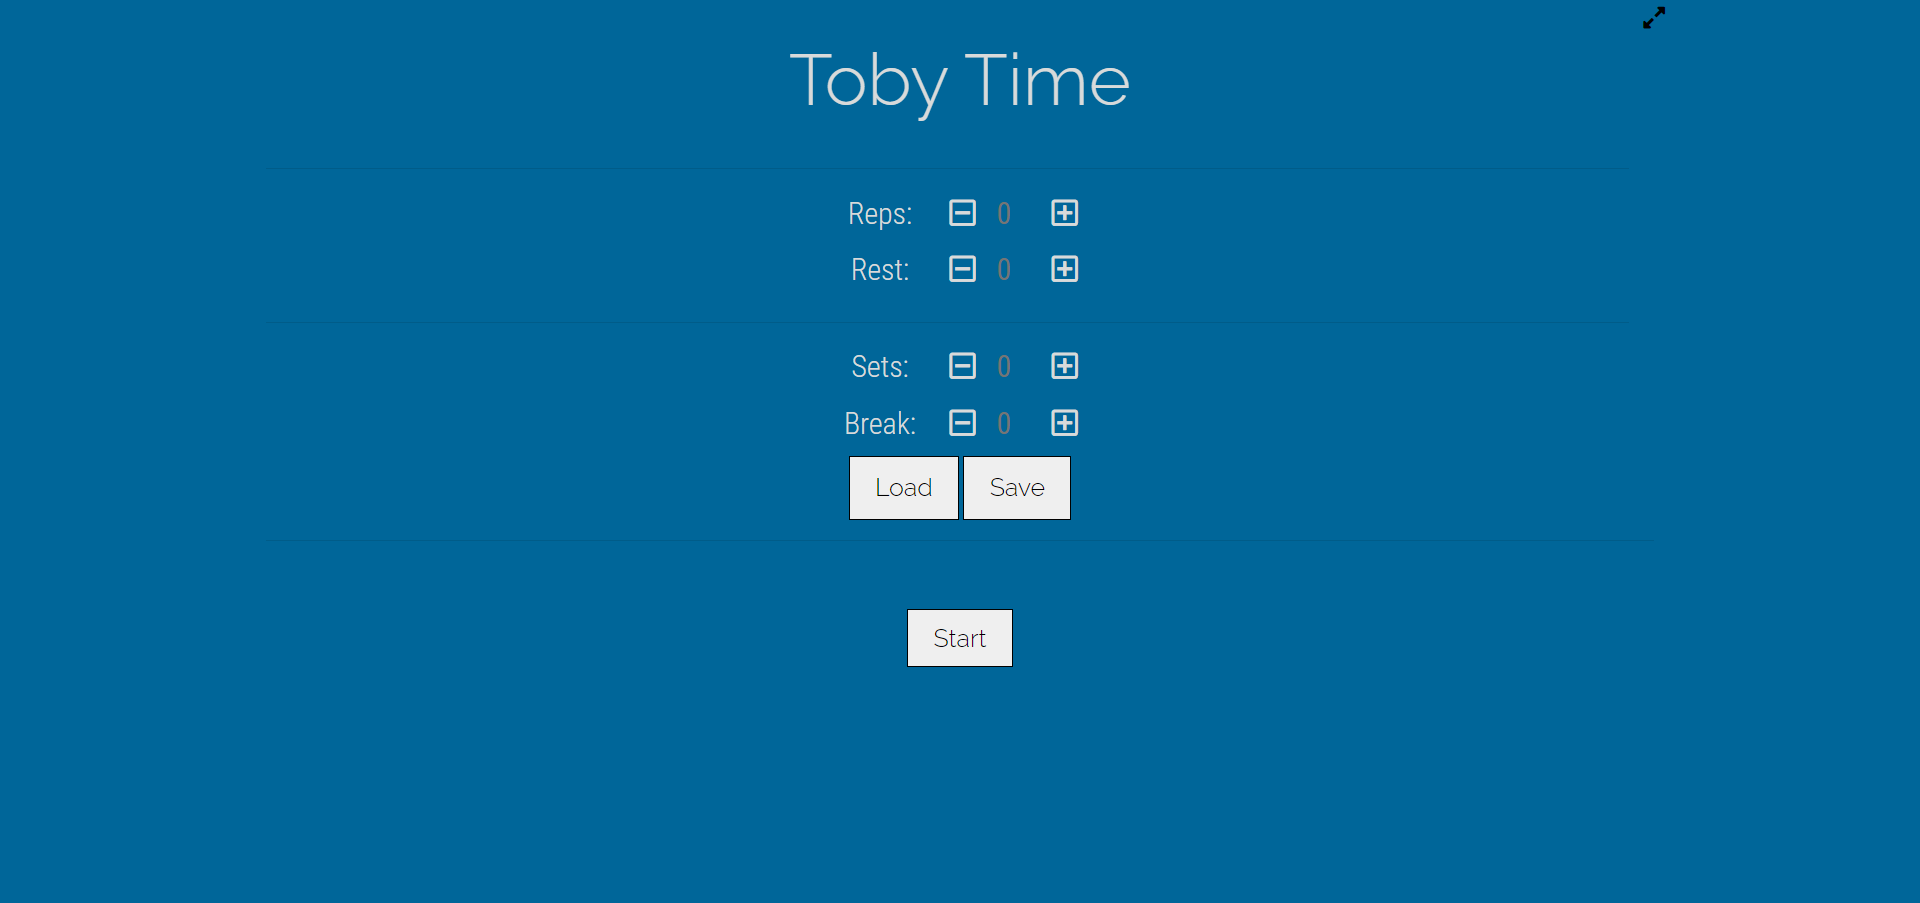 Toby Time
Reps: 0
Rest: 0
Sets: 0
Break: 0
Load Save
Start